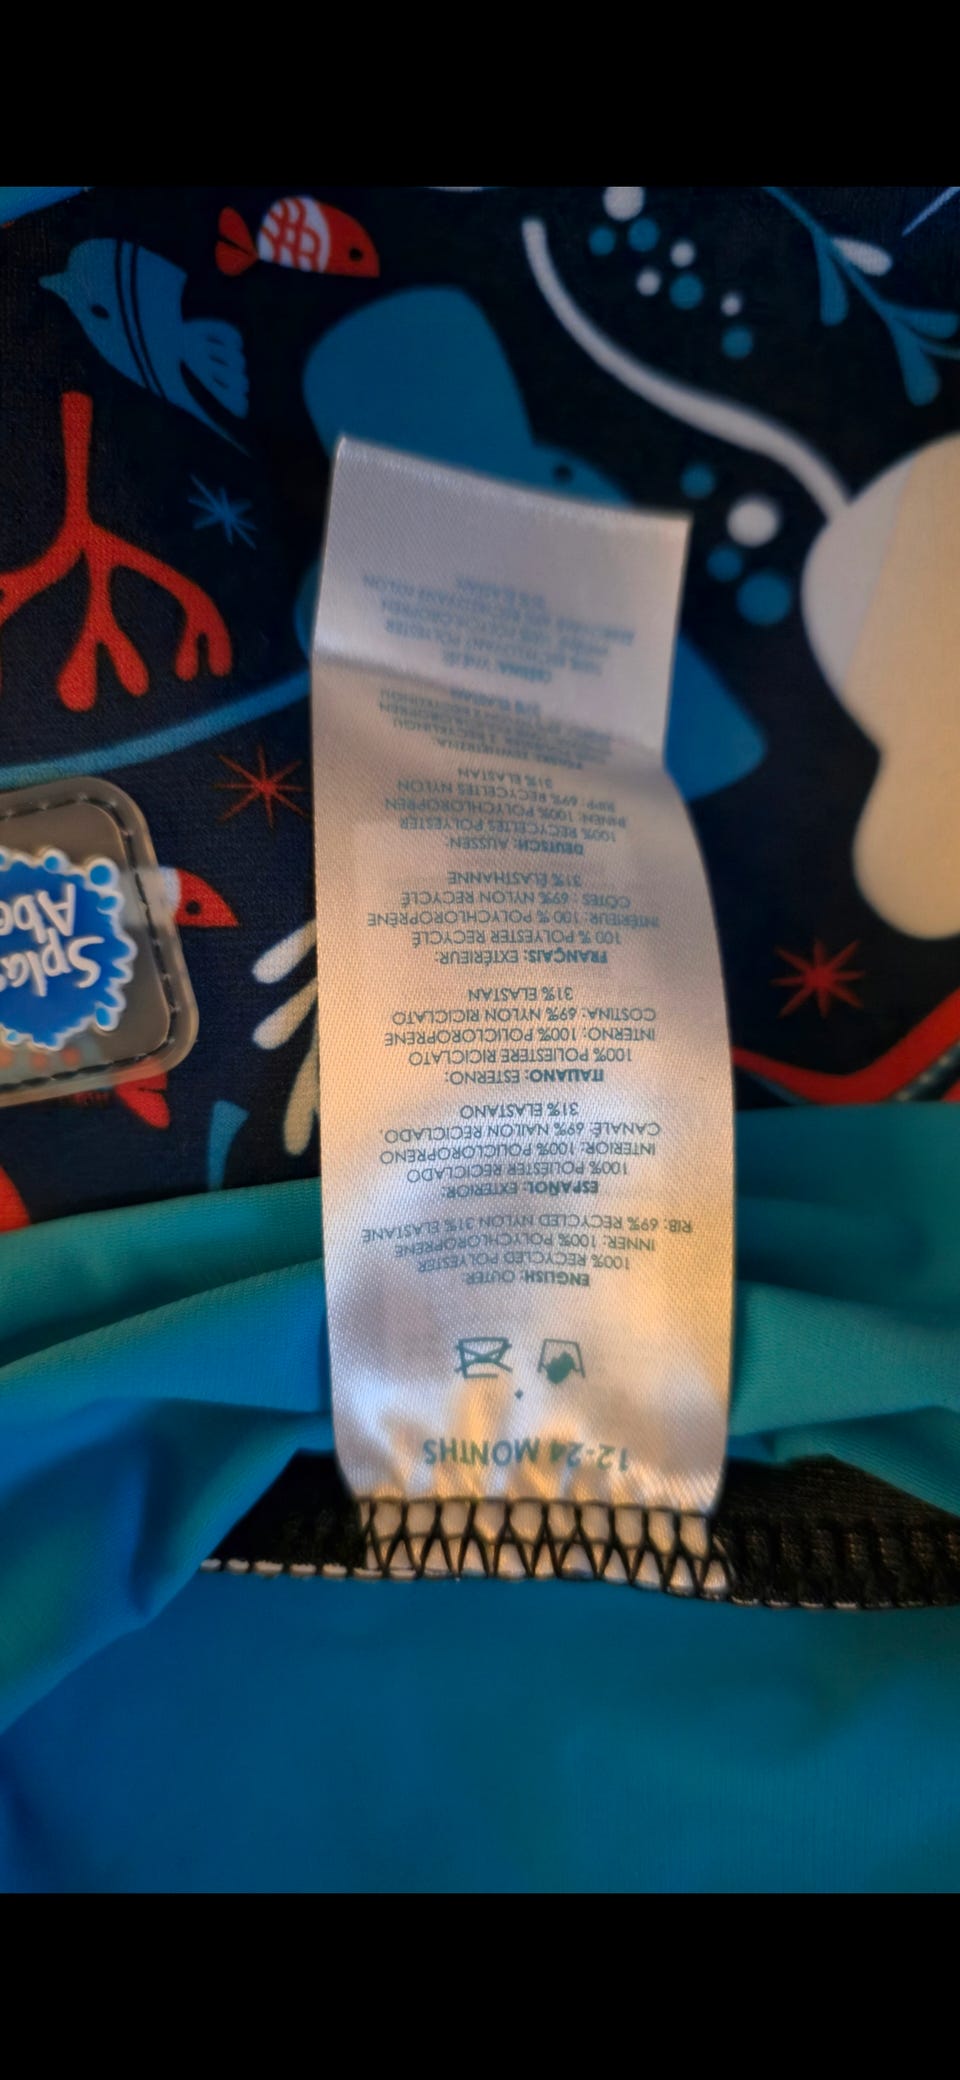 12-24 MONTHS
ENGLISH: OUTER:
100% RECYCLED POLYESTER
INNER: 100% POLYCHLOROPRENE
RIB: 69% RECYCLED NYLON 31% ELASTANE
ESPAÑOL: EXTERIOR:
100% POLIESTER RECICLADO
INTERIOR: 100% POLICLOROPRENO
CANALÉ: 69% NAILON RECICLADO,
31% ELASTANO
ITALIANO: ESTERNO:
100% POLIESTERE RICICLATO
INTERNO: 100% POLICLOROPRENE
COSTINA: 69% NYLON RICICLATO
31% ELASTAN
FRANÇAIS: EXTÉRIEUR:
100 % POLYESTER RECYCLÉ
INTÉRIEUR: 100 % POLYCHLOROPRÈNE
CÔTES : 69% NYLON RECYCLÉ
31% ÉLASTHANNE
DEUTSCH: AUSSEN:
100% RECYCELTES POLYESTER
INNEN: 100% POLYCHLOROPREN
RIPP: 69% RECYCELTES NYLON
31% ELASTAN
31% ELASTAN